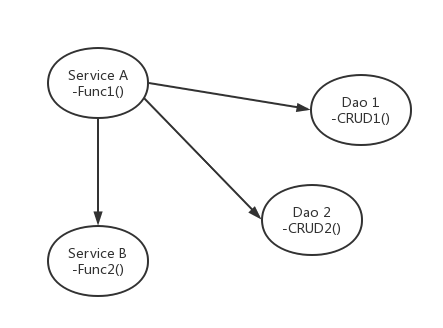 Service A
-Func1()
Dao 1
-CRUD1()
Dao 2
-CRUD2()
Service B
-Func2()